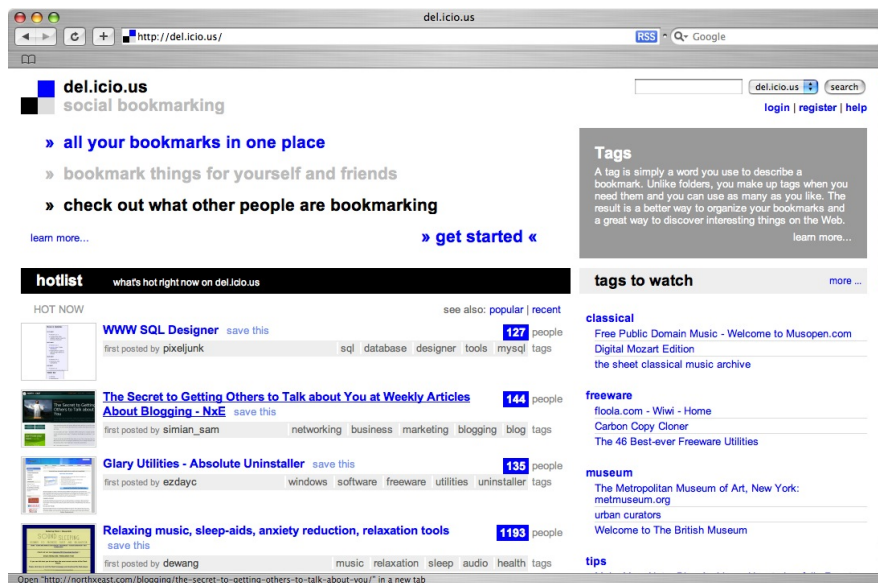 del.icio.us
http://del.icio.us/
RSS
Google
del.icio.us
social bookmarking
del.icio.us
search
login | register | help
» all your bookmarks in one place
» bookmark things for yourself and friends
» check out what other people are bookmarking
learn more...
» get started «
Tags
A tag is simply a word you use to describe a
bookmark. Unlike folders, you make up tags when you
need them and you can use as many as you like. The
result is a better way to organize your bookmarks and
a great way to discover interesting things on the Web.
learn more...
hotlist what's hot right now on del.icio.us
HOT NOW see also: popular | recent
WWW SQL Designer save this 127 people
first posted by pixeljunk sql database designer tools mysql tags
The Secret to Getting Others to Talk about You at Weekly Articles
About Blogging - NxE save this 144 people
first posted by simian_sam networking business marketing blogging blog tags
Glary Utilities - Absolute Uninstaller save this 135 people
first posted by ezdayc windows software freeware utilities uninstaller tags
Relaxing music, sleep-aids, anxiety reduction, relaxation tools 1193 people
save this
first posted by dewang music relaxation sleep audio health tags
tags to watch more ...
classical
Free Public Domain Music - Welcome to Musopen.com
Digital Mozart Edition
the sheet classical music archive
freeware
floola.com - Wiwi - Home
Carbon Copy Cloner
The 46 Best-ever Freeware Utilities
museum
The Metropolitan Museum of Art, New York:
metmuseum.org
urban curators
Welcome to The British Museum
tips
Open "http://northxeast.com/blogging/the-secret-to-getting-others-to-talk-about-you/" in a new tab